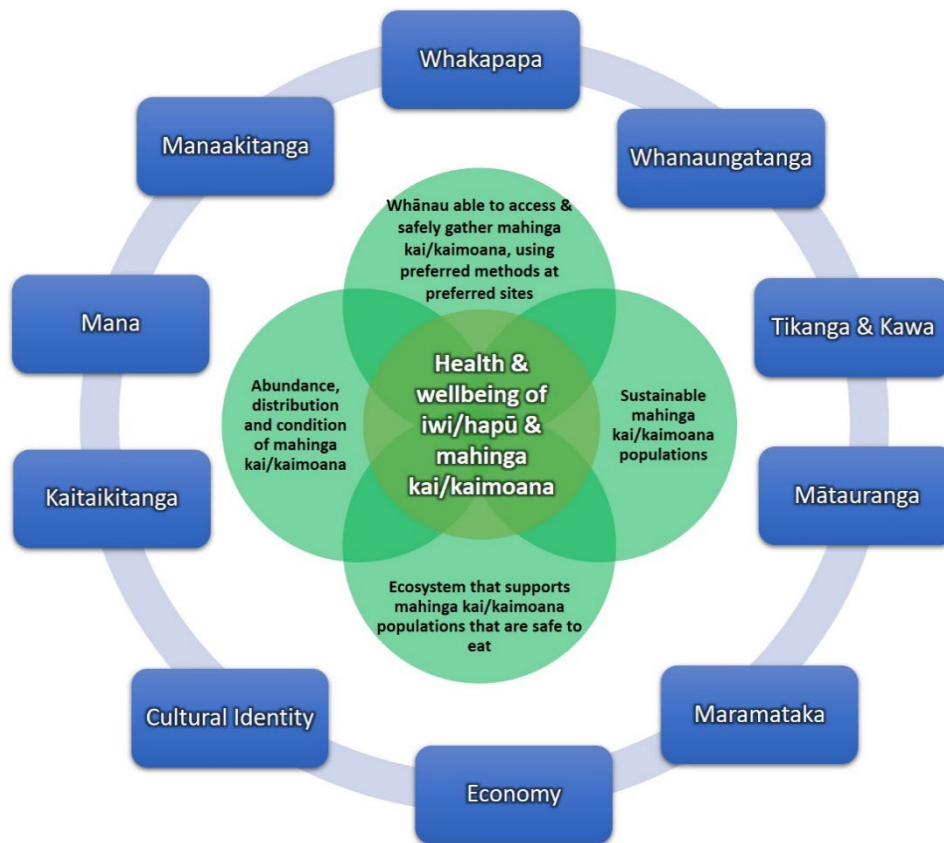 Whakapapa
Manaakitanga
Whanaungatanga
Whānau able to access &
safely gather mahinga
kai/kaimoana, using
preferred methods at
preferred sites
Mana
Tikanga & Kawa
Abundance,
distribution
and condition
of mahinga
kai/kaimoana
Health &
wellbeing of
iwi/hapū &
mahinga
kai/kaimoana
Sustainable
mahinga
kai/kaimoana
populations
Kaitaikitanga
Mātauranga
Ecosystem that supports
mahinga kai/kaimoana
populations that are safe to
eat
Cultural Identity
Maramataka
Economy